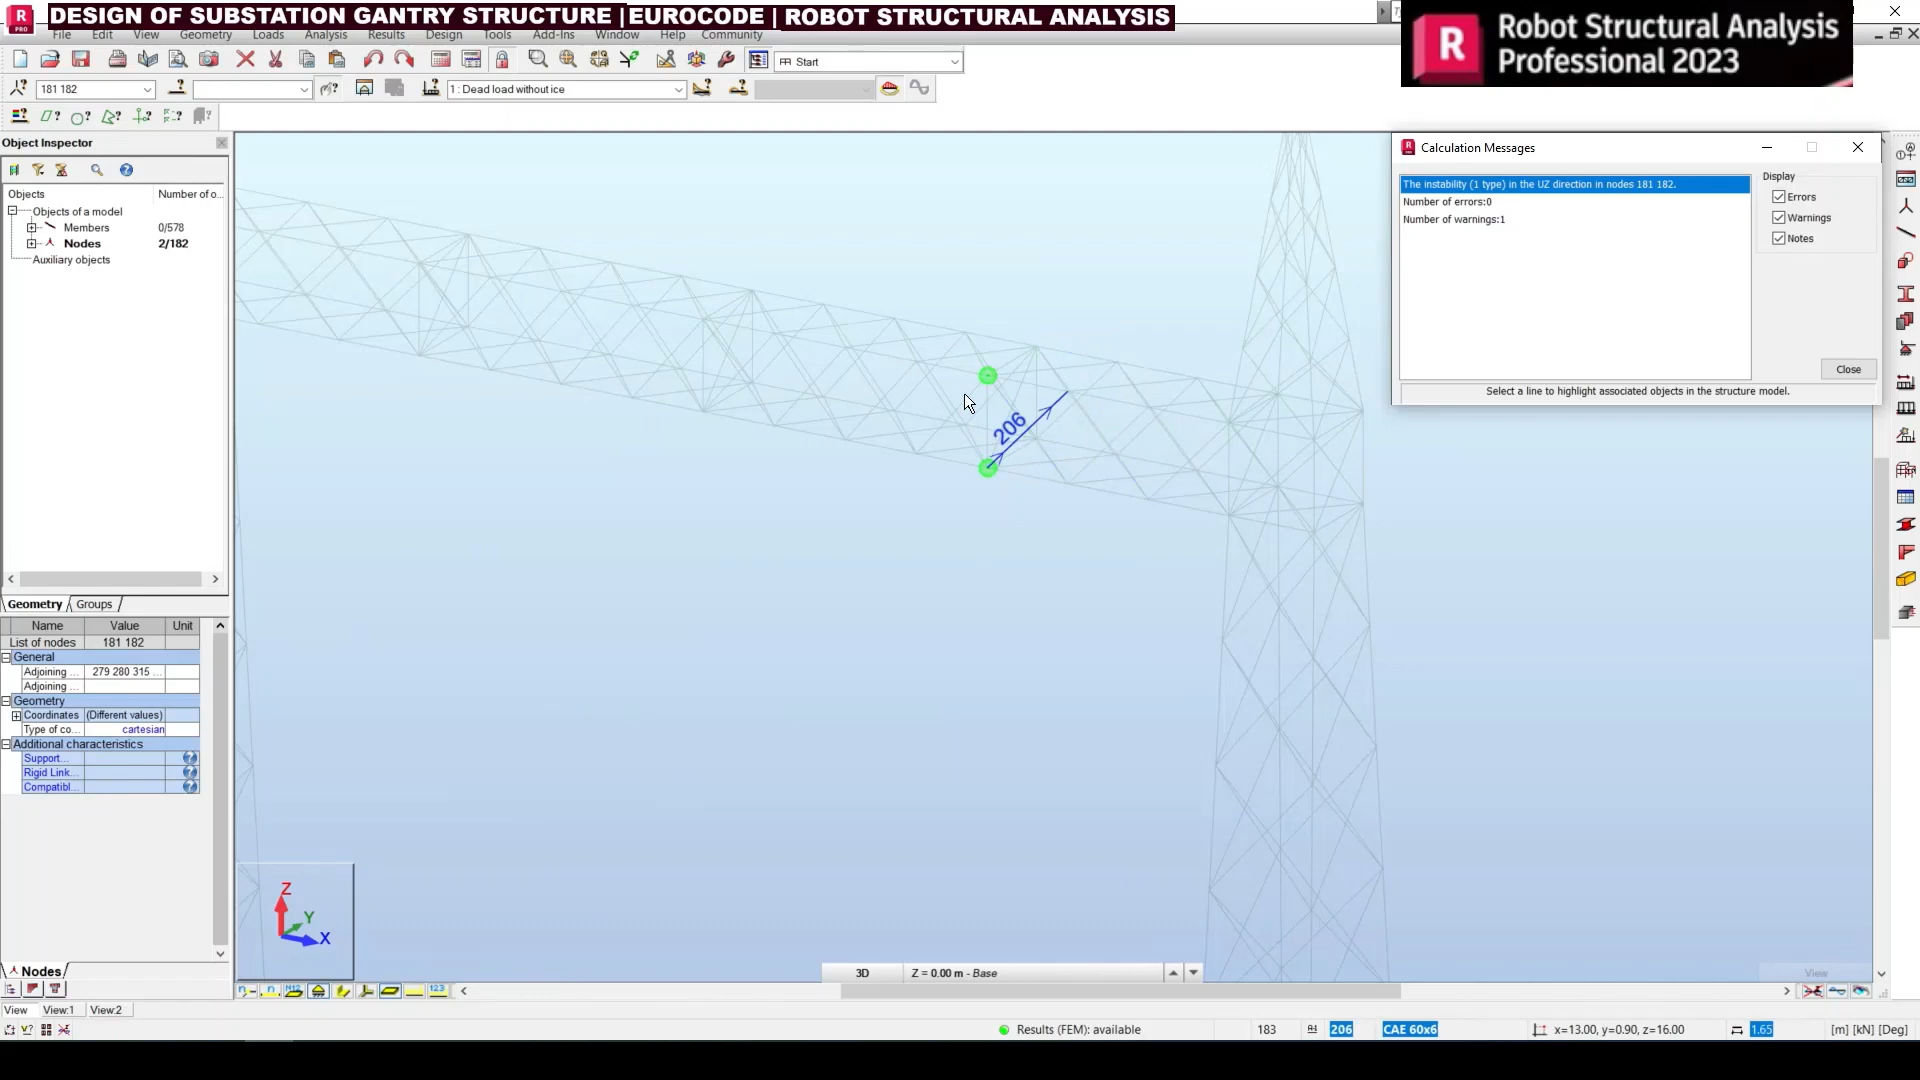 DESIGN OF SUBSTATION GANTRY STRUCTURE | EUROCODE | ROBOT STRUCTURAL ANALYSIS
R Robot Structural Analysis
Professional 2023
File Edit View Geometry Loads Analysis Results Design Tools Add-Ins Window Help Community
Start
181 182
1 : Dead load without ice
Object Inspector
Objects Number of o...
Objects of a model
Members 0/578
Nodes 2/182
Auxiliary objects
Geometry Groups
Name Value Unit
List of nodes 181 182
General
Adjoining ... 279 280 315 ...
Adjoining ...
Geometry
Coordinates (Different values)
Type of co... cartesian
Additional characteristics
Support...
Rigid Link...
Compatibl...
Nodes
206
Z
Y
X
Calculation Messages
The instability (1 type) in the UZ direction in nodes 181 182.
Number of errors:0
Number of warnings:1
Display
Errors
Warnings
Notes
Close
Select a line to highlight associated objects in the structure model.
3D Z = 0.00 m - Base
View
View View:1 View:2
Results (FEM): available 183 206 CAE 60x6 x=13.00, y=0.90, z=16.00 1.65 [m] [kN] [Deg]